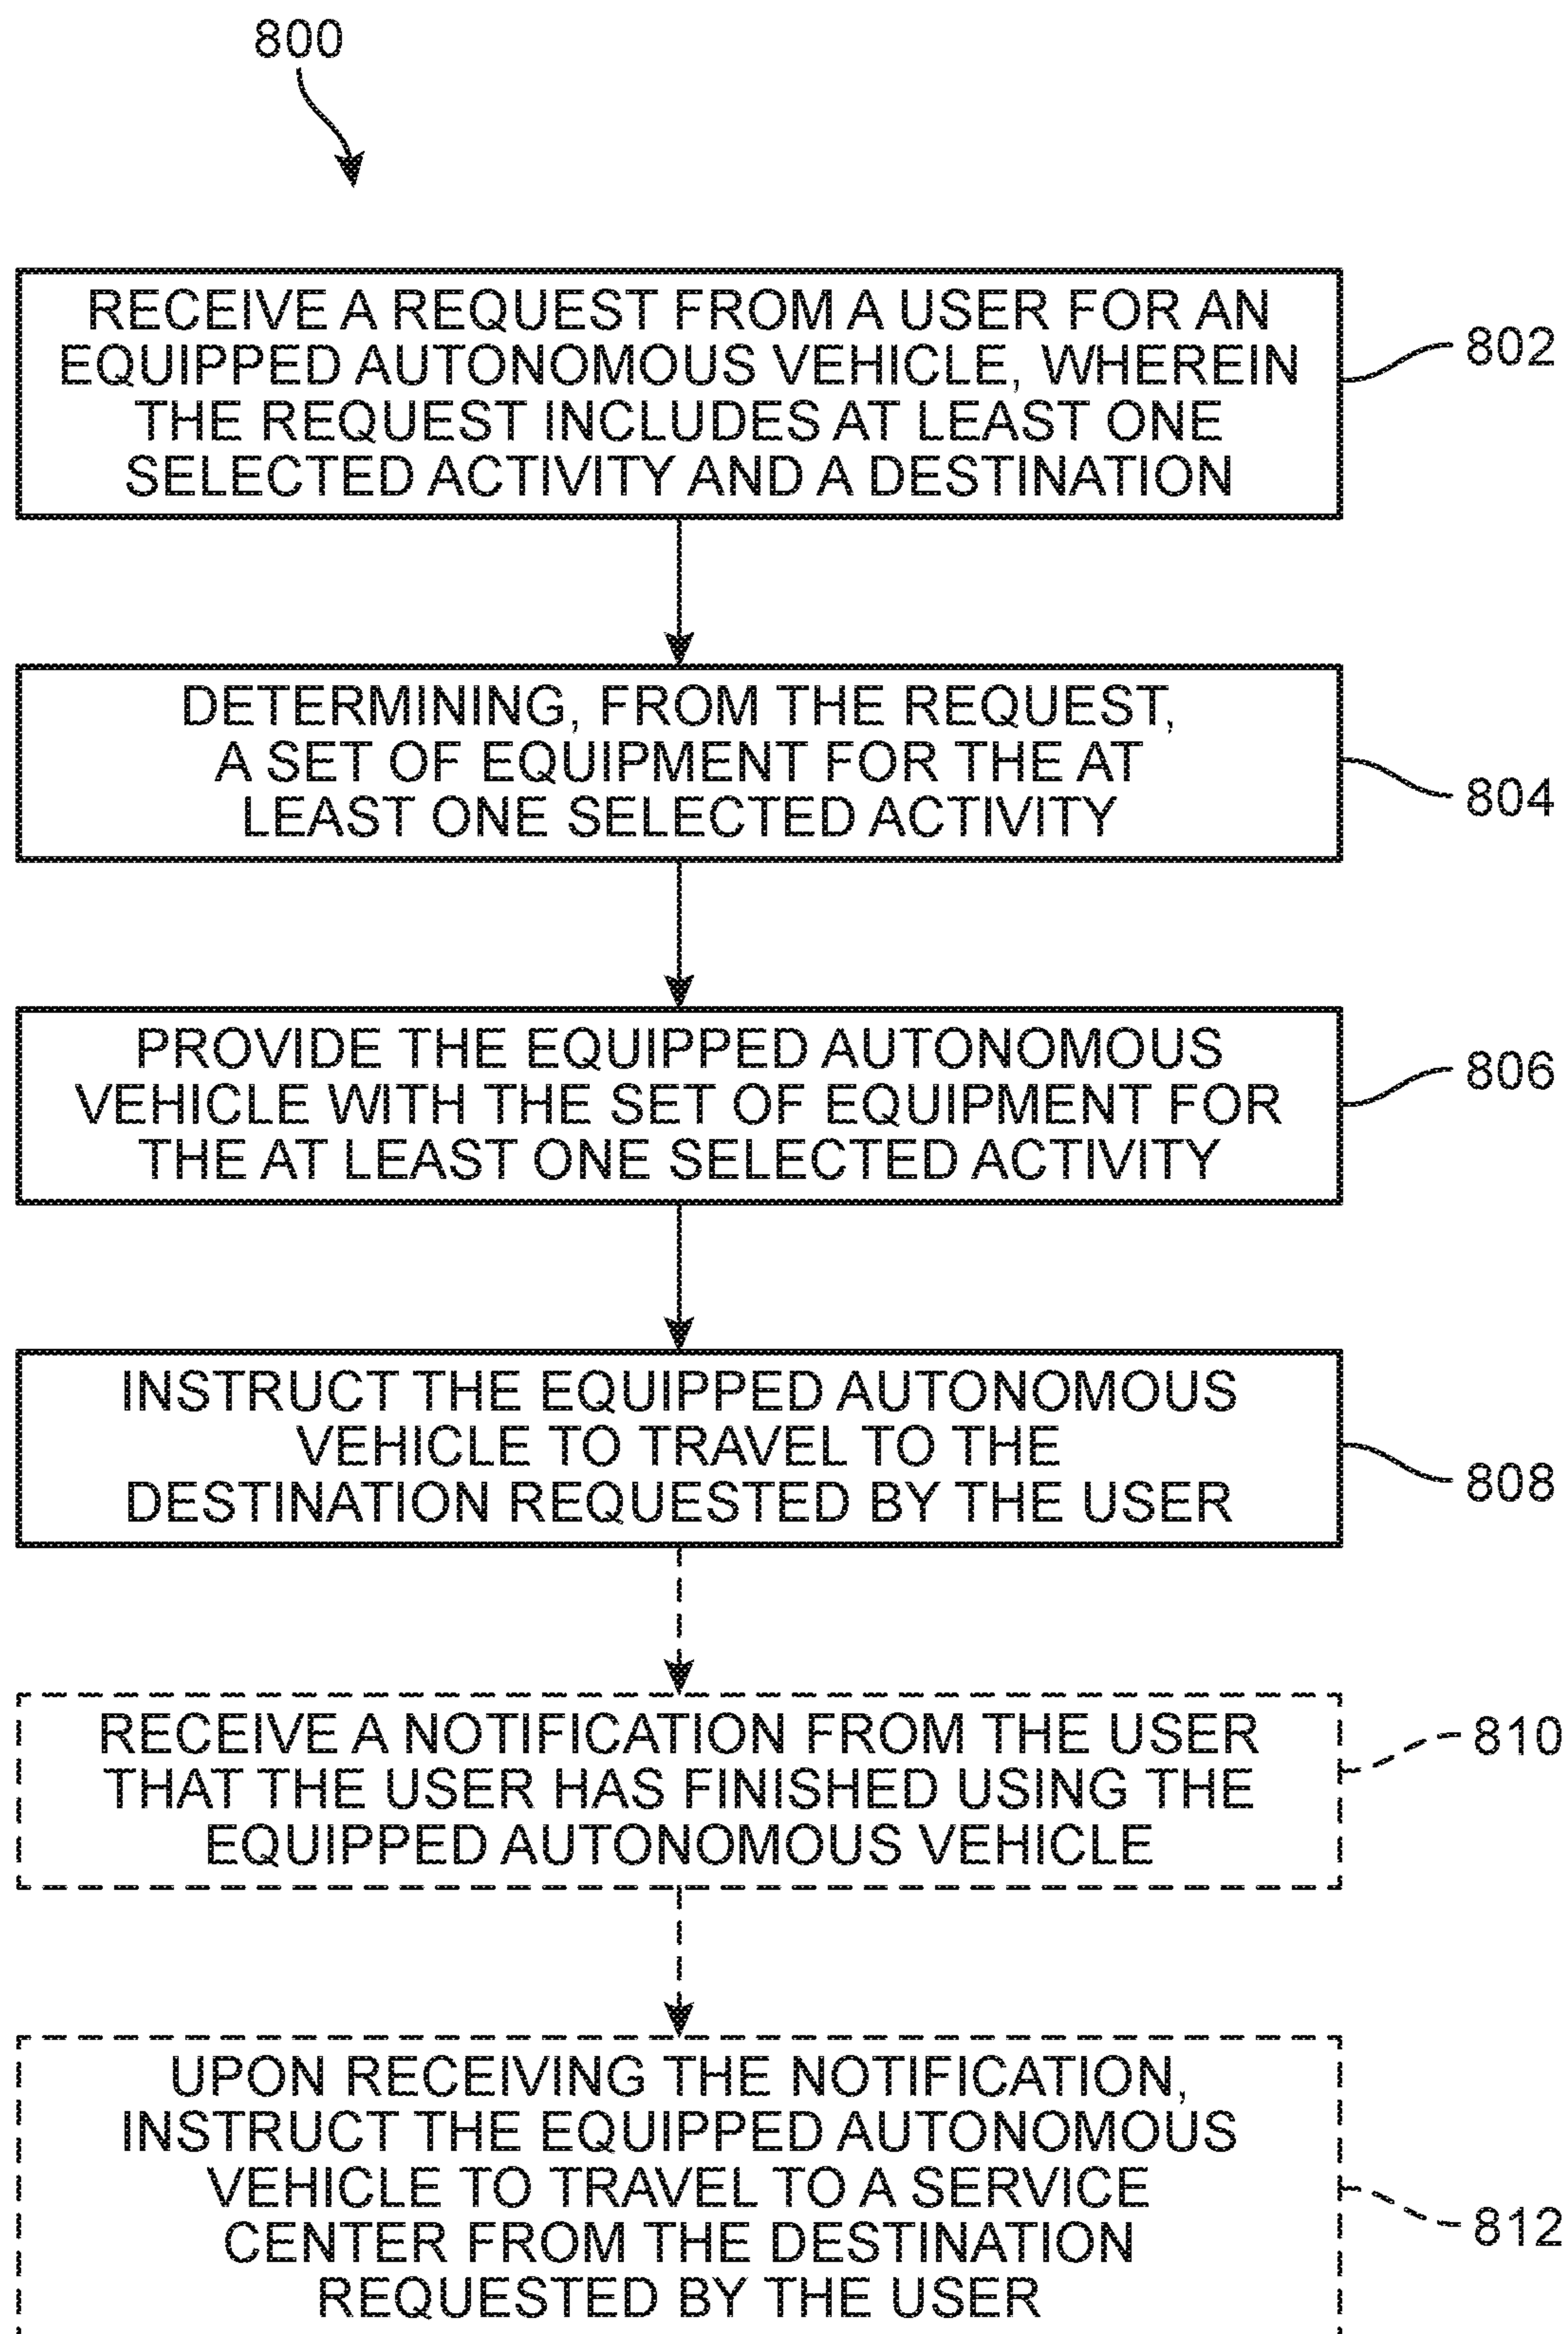 800
RECEIVE A REQUEST FROM A USER FOR AN
EQUIPPED AUTONOMOUS VEHICLE, WHEREIN
THE REQUEST INCLUDES AT LEAST ONE
SELECTED ACTIVITY AND A DESTINATION
802
DETERMINING, FROM THE REQUEST,
A SET OF EQUIPMENT FOR THE AT
LEAST ONE SELECTED ACTIVITY
804
PROVIDE THE EQUIPPED AUTONOMOUS
VEHICLE WITH THE SET OF EQUIPMENT FOR
THE AT LEAST ONE SELECTED ACTIVITY
806
INSTRUCT THE EQUIPPED AUTONOMOUS
VEHICLE TO TRAVEL TO THE
DESTINATION REQUESTED BY THE USER
808
RECEIVE A NOTIFICATION FROM THE USER
THAT THE USER HAS FINISHED USING THE
EQUIPPED AUTONOMOUS VEHICLE
810
UPON RECEIVING THE NOTIFICATION,
INSTRUCT THE EQUIPPED AUTONOMOUS
VEHICLE TO TRAVEL TO A SERVICE
CENTER FROM THE DESTINATION
REQUESTED BY THE USER
812